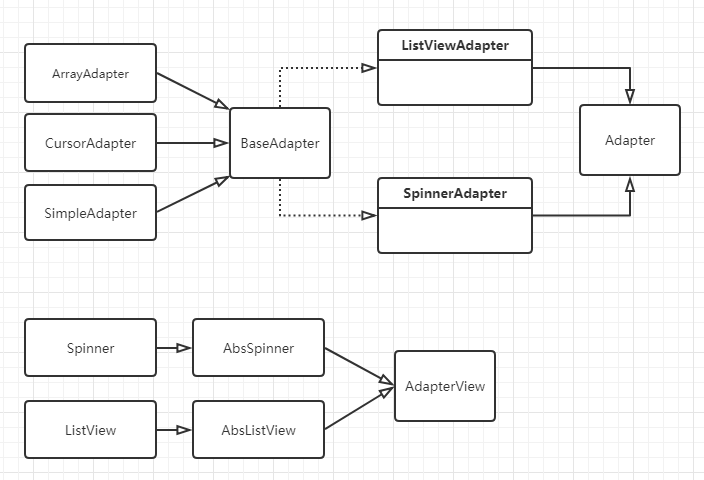 ListViewAdapter
ArrayAdapter
CursorAdapter
BaseAdapter
Adapter
SimpleAdapter
SpinnerAdapter
Spinner
AbsSpinner
AdapterView
ListView
AbsListView